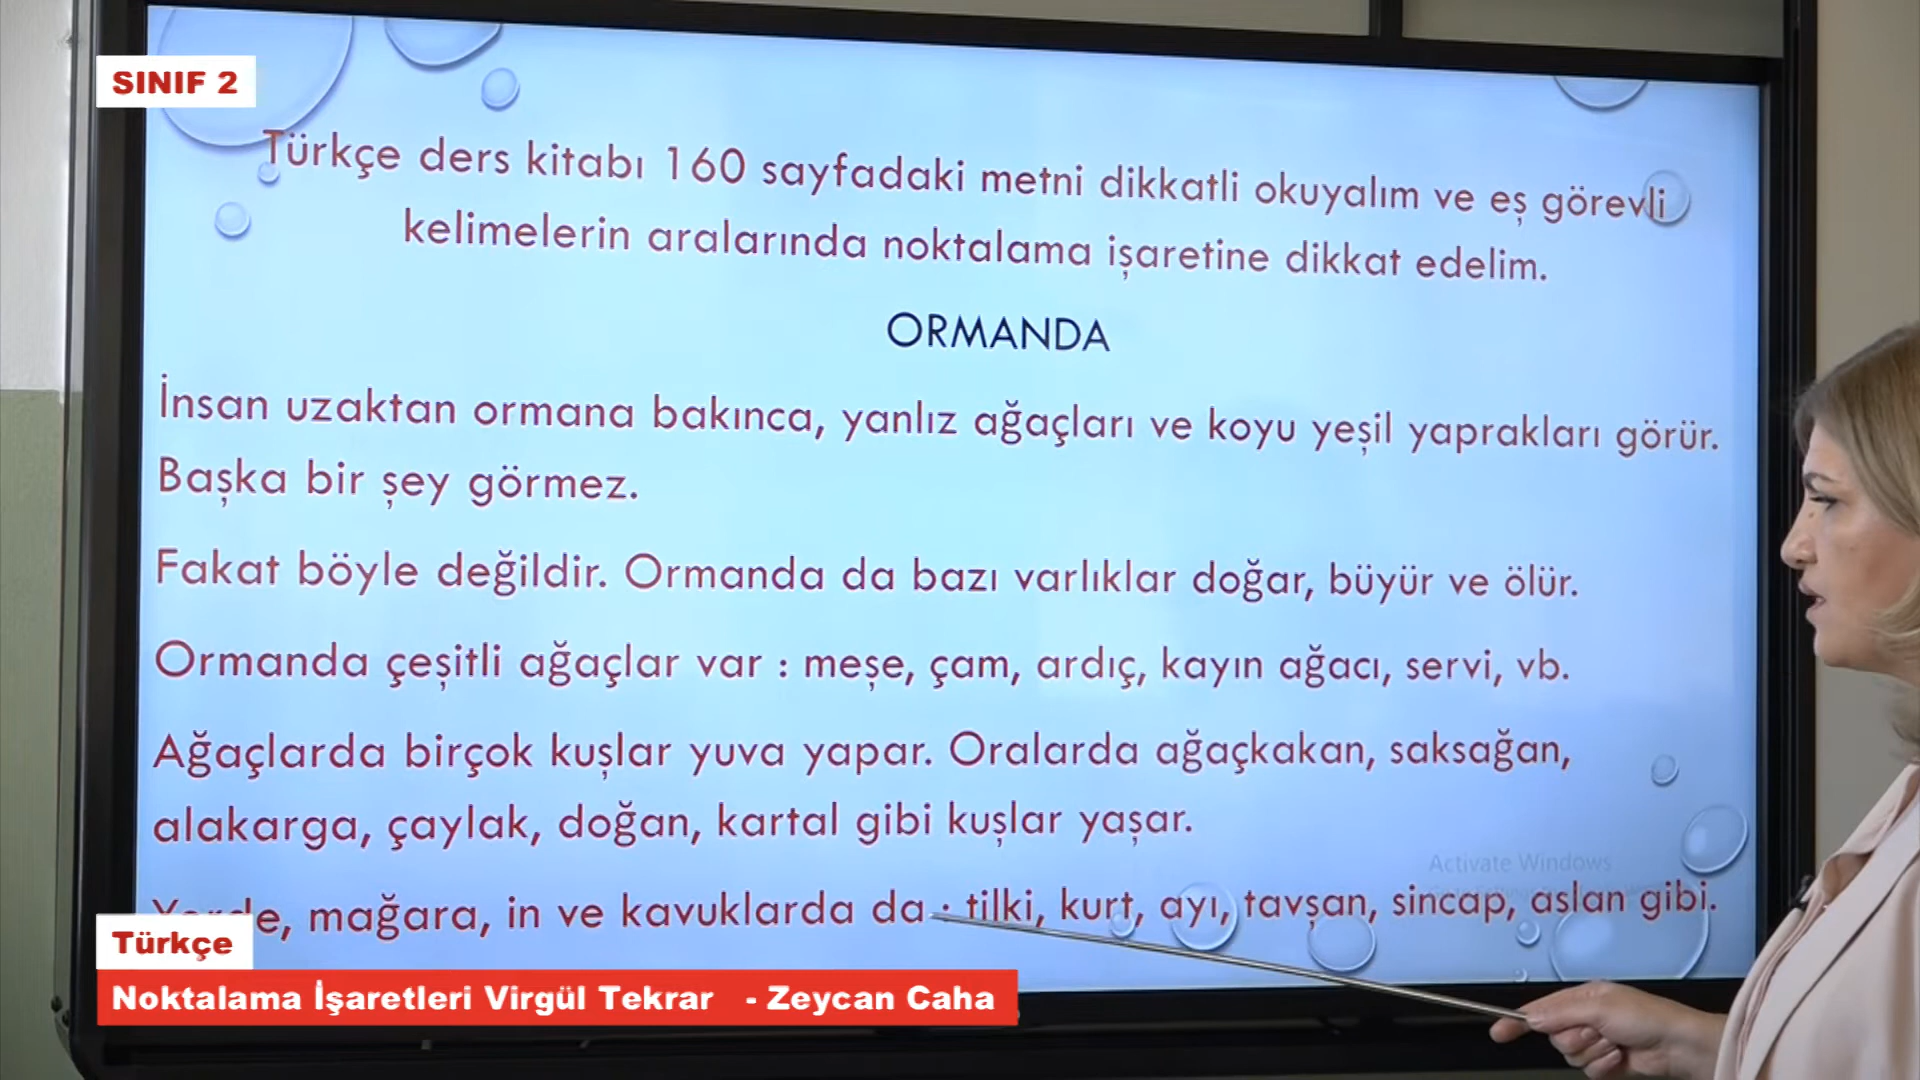 SINIF 2
Türkçe ders kitabı 160 sayfadaki metni dikkatli okuyalım ve eş görevli
kelimelerin aralarında noktalama işaretine dikkat edelim.
ORMANDA
İnsan uzaktan ormana bakınca, yanlız ağaçları ve koyu yeşil yaprakları görür.
Başka bir şey görmez.
Fakat böyle değildir. Ormanda da bazı varlıklar doğar, büyür ve ölür.
Ormanda çeşitli ağaçlar var : meşe, çam, ardıç, kayın ağacı, servi, vb.
Ağaçlarda birçok kuşlar yuva yapar. Oralarda ağaçkakan, saksağan,
alakarga, çaylak, doğan, kartal gibi kuşlar yaşar.
Activate Windows
Yerde, mağara, in ve kavuklarda da : tilki, kurt, ayı, tavşan, sincap, aslan gibi.
Türkçe
Noktalama İşaretleri Virgül Tekrar - Zeycan Caha